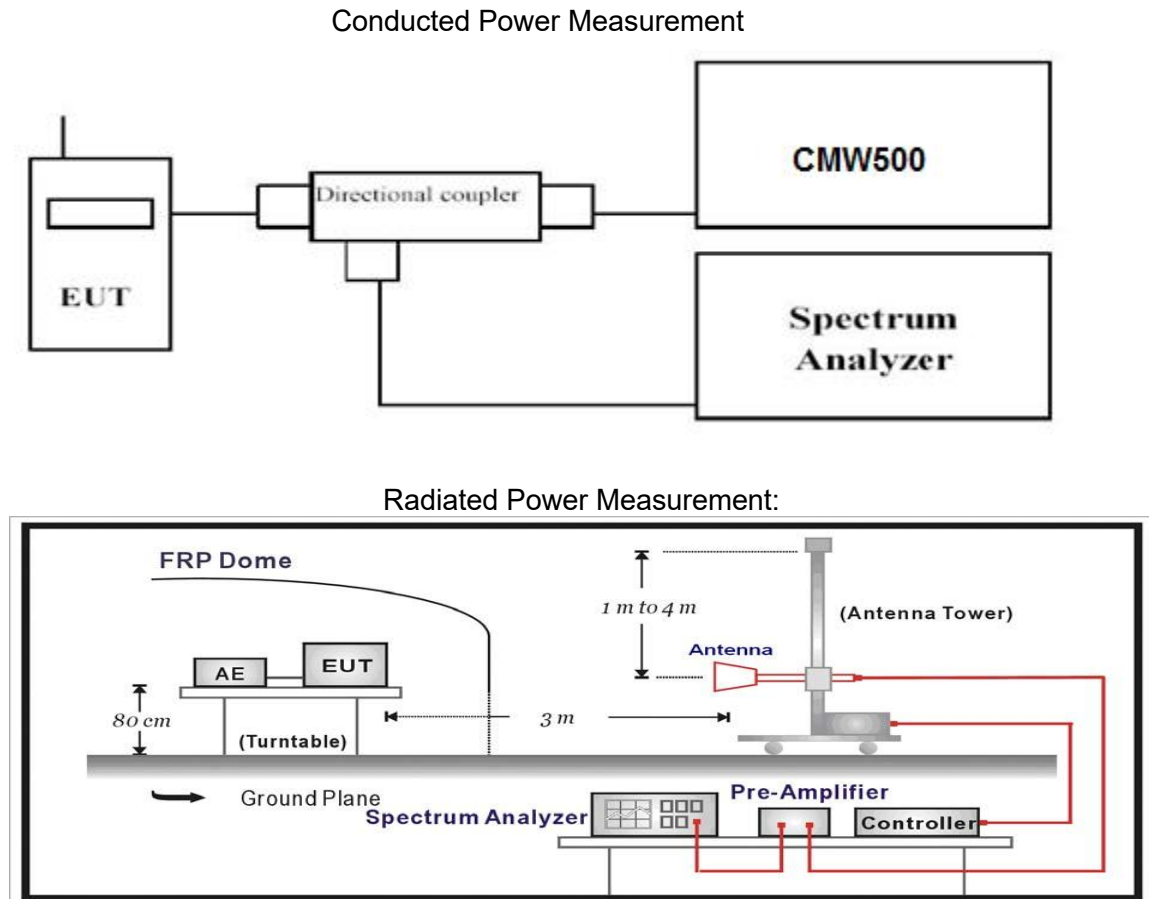 Conducted Power Measurement
CMW500
Directional coupler
EUT
Spectrum
Analyzer
Radiated Power Measurement:
FRP Dome
1 m to 4 m
(Antenna Tower)
Antenna
AE
EUT
80 cm
3 m
(Turntable)
Ground Plane
Spectrum Analyzer
Pre-Amplifier
Controller